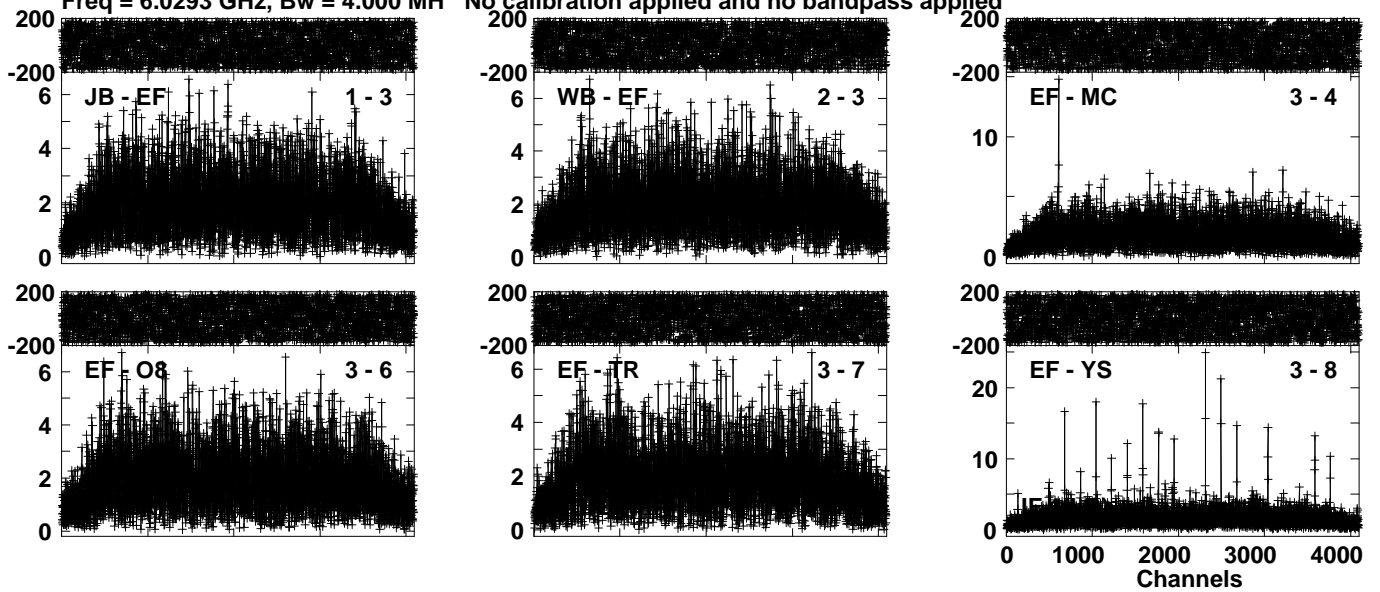 Freq = 6.0293 GHz, Bw = 4.000 MH No calibration applied and no bandpass applied
200 200 200
-200 -200 -200
JB - EF 1 - 3 WB - EF 2 - 3 EF - MC 3 - 4
6 6
10
4 4
2 2
0 0 0
200 200 200
-200 -200 -200
EF - O8 3 - 6 EF - TR 3 - 7 EF - YS 3 - 8
6 6
20
4 4
10
2 2
IF
0 0 0
0 1000 2000 3000 4000
Channels